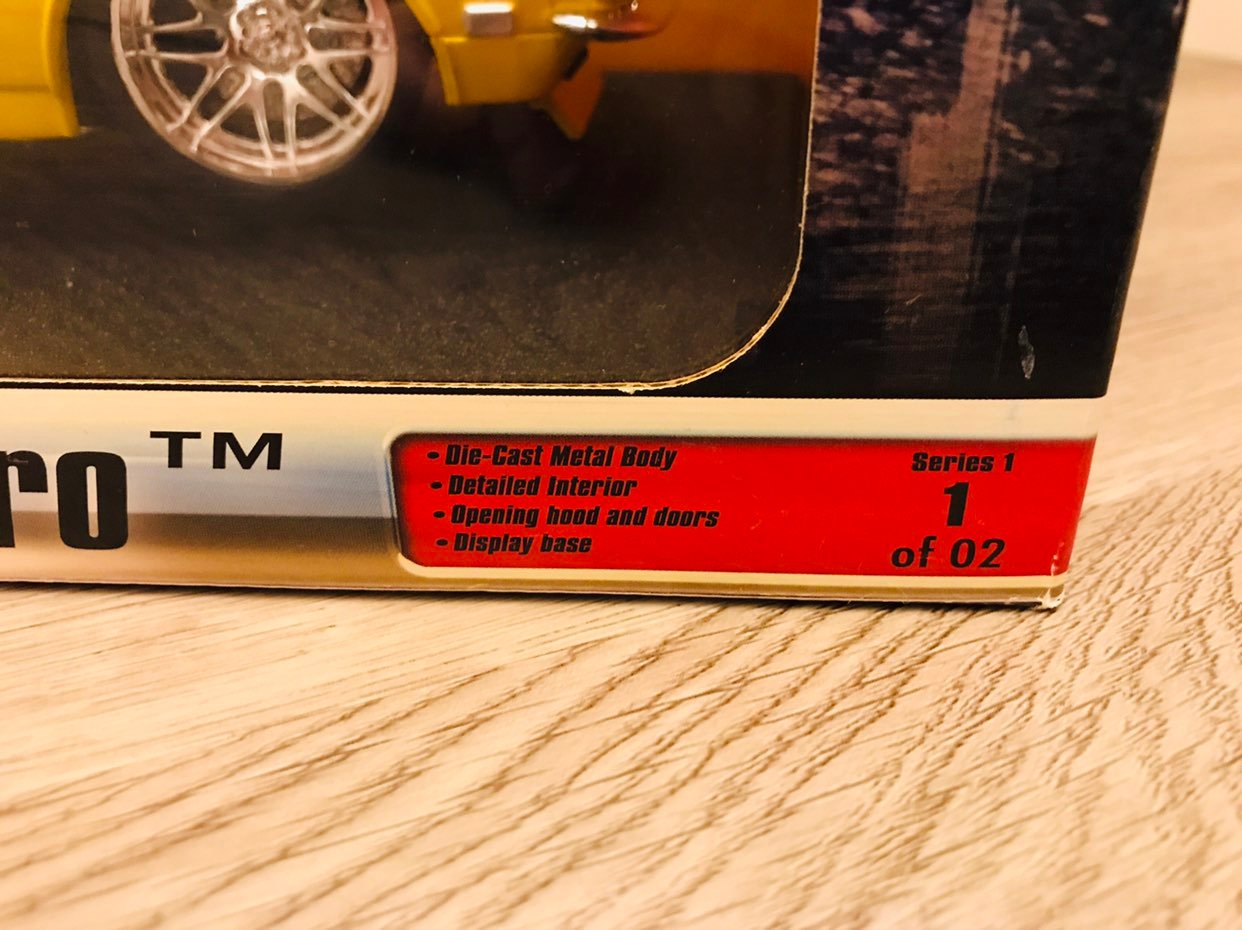 ro™
• Die-Cast Metal Body
• Detailed Interior
• Opening hood and doors
• Display base
Series 1
1
of 02